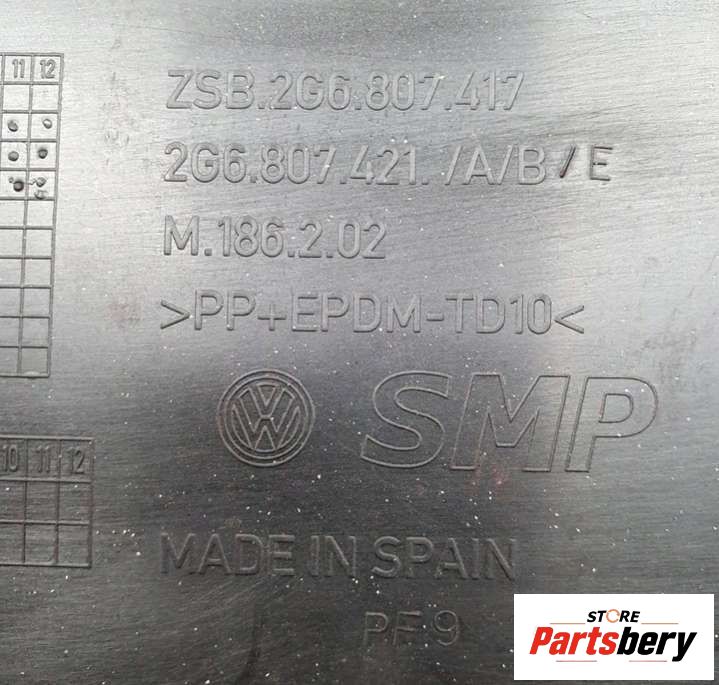 11 12
ZSB.2G6.807.417
2G6.807.421. /A/B/E
M.186.2.02
>PP+EPDM-TD10<
VW SMP
10 11 12
MADE IN SPAIN
PF 9
STORE
Partsbery